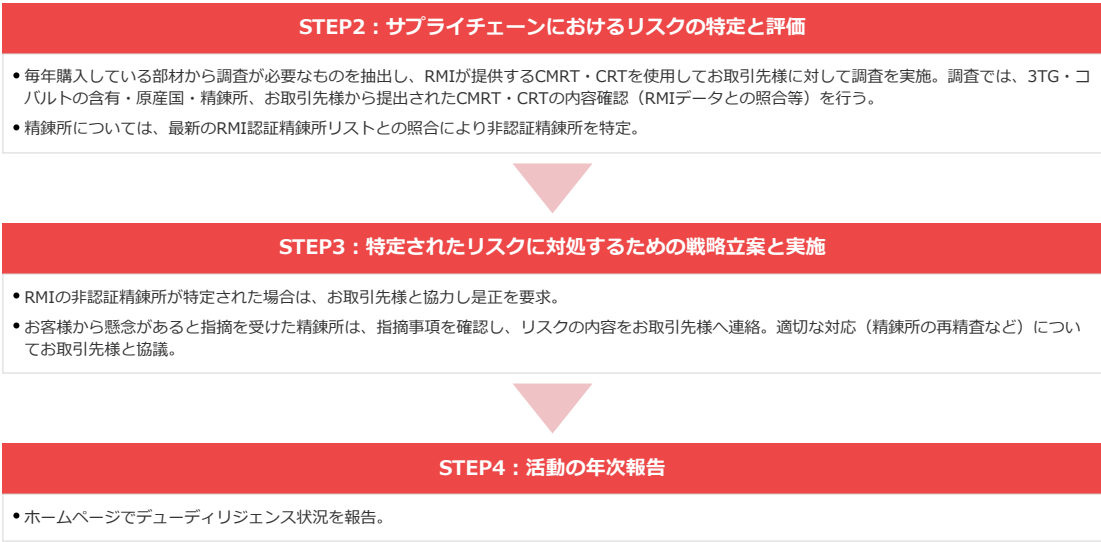 STEP2：サプライチェーンにおけるリスクの特定と評価
•毎年購入している部材から調査が必要なものを抽出し、RMIが提供するCMRT・CRTを使用してお取引先様に対して調査を実施。調査では、3TG・コ
バルトの含有・原産国・精錬所、お取引先様から提出されたCMRT・CRTの内容確認（RMIデータとの照合等）を行う。
•精錬所については、最新のRMI認証精錬所リストとの照合により非認証精錬所を特定。
STEP3：特定されたリスクに対処するための戦略立案と実施
•RMIの非認証精錬所が特定された場合は、お取引先様と協力し是正を要求。
•お客様から懸念があると指摘を受けた精錬所は、指摘事項を確認し、リスクの内容をお取引先様へ連絡。適切な対応（精錬所の再精査など）につい
てお取引先様と協議。
STEP4：活動の年次報告
•ホームページでデューディリジェンス状況を報告。